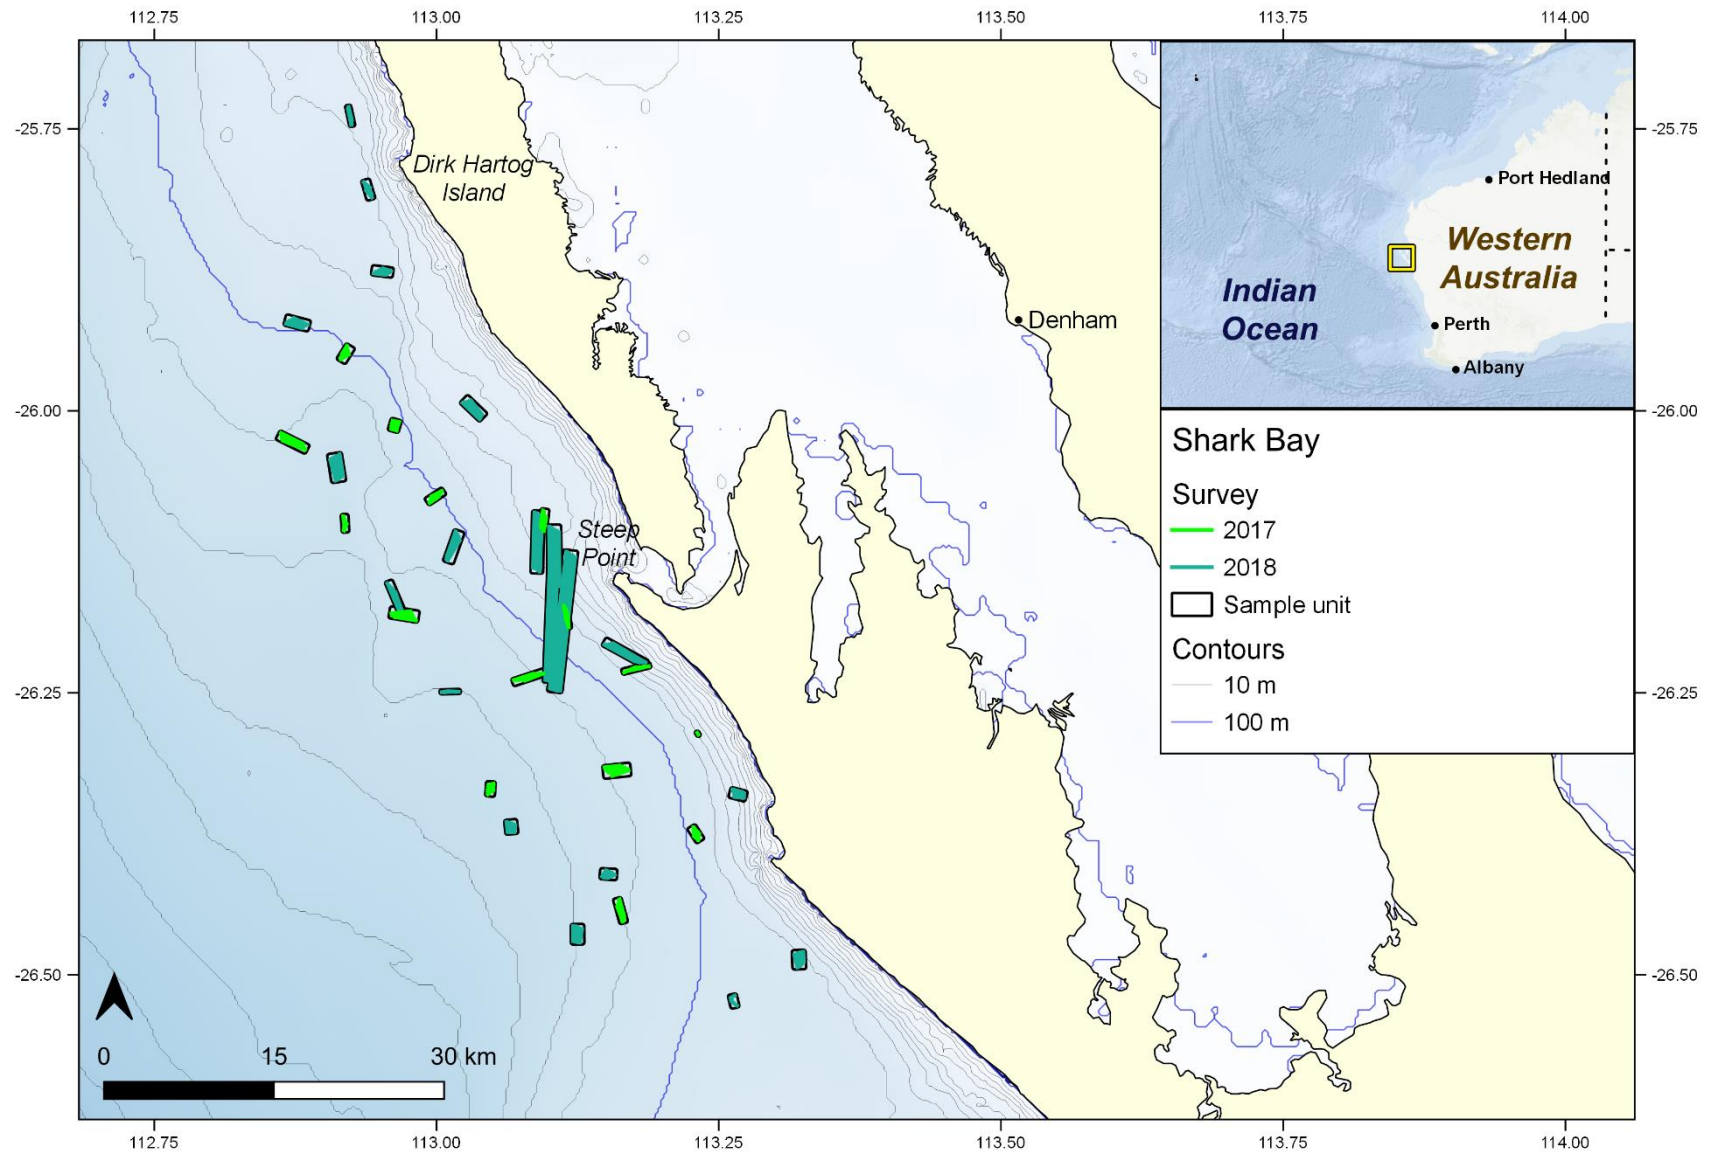 112.75 113.00 113.25 113.50 113.75 114.00
-25.75 -25.75
-26.00 -26.00
-26.25 -26.25
-26.50 -26.50
Dirk Hartog
Island
Denham
Steep
Point
Port Hedland
Western
Australia
Indian
Ocean
Perth
Albany
Shark Bay
Survey
2017
2018
Sample unit
Contours
10 m
100 m
0 15 30 km
112.75 113.00 113.25 113.50 113.75 114.00